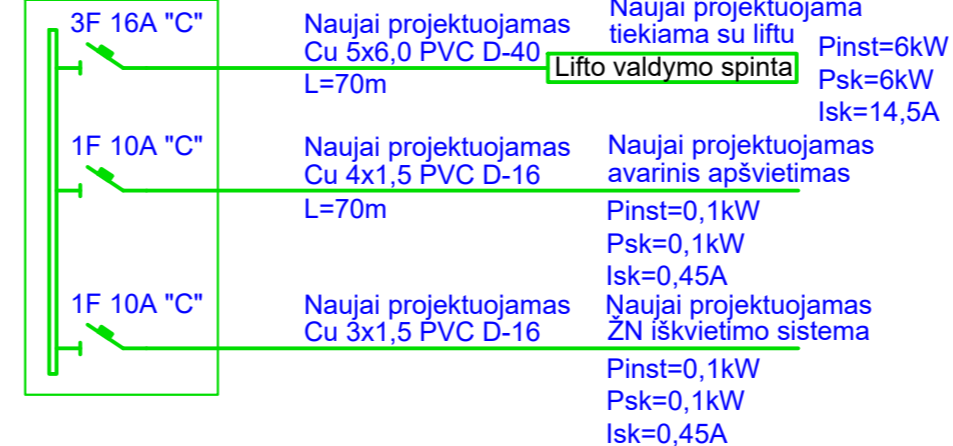 3F 16A "C"
Naujai projektuojamas
Cu 5x6,0 PVC D-40
L=70m
Naujai projektuojama
tiekiama su liftu
Lifto valdymo spinta
Pinst=6kW
Psk=6kW
Isk=14,5A
1F 10A "C"
Naujai projektuojamas
Cu 4x1,5 PVC D-16
L=70m
Naujai projektuojamas
avarinis apšvietimas
Pinst=0,1kW
Psk=0,1kW
Isk=0,45A
1F 10A "C"
Naujai projektuojamas
Cu 3x1,5 PVC D-16
Naujai projektuojamas
ŽN iškvietimo sistema
Pinst=0,1kW
Psk=0,1kW
Isk=0,45A